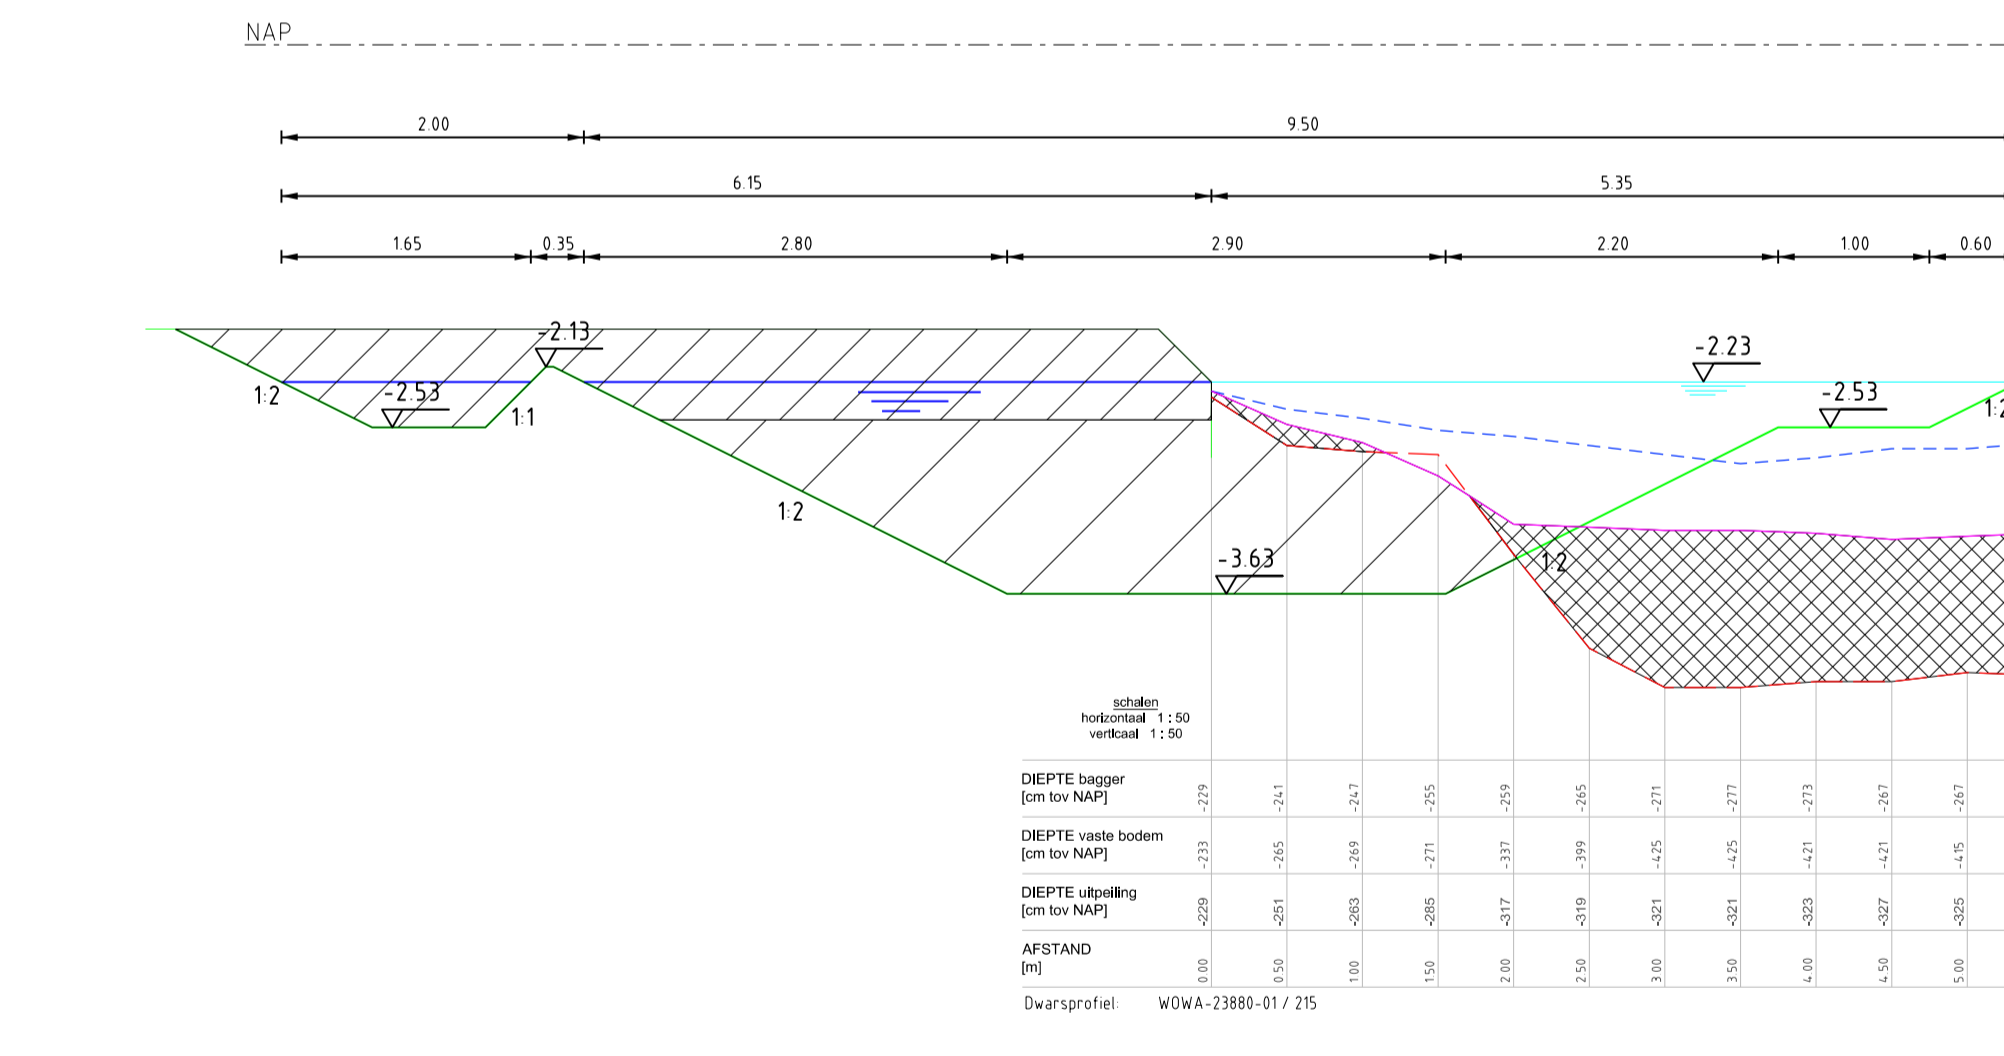 NAP
2.00 9.50
6.15 5.35
1.65 0.35 2.80 2.90 2.20 1.00 0.60
-2.13
-2.23
1:2 -2.53 1:1
-2.53
1:2
-3.63
1:2
schalen
horizontaal 1 : 50
verticaal 1 : 50
DIEPTE bagger
[cm tov NAP]
-229 -241 -247 -255 -259 -265 -271 -277 -273 -267 -267
DIEPTE vaste bodem
[cm tov NAP]
-233 -265 -269 -271 -337 -399 -425 -425 -421 -421 -415
DIEPTE uitpeiling
[cm tov NAP]
-229 -251 -263 -285 -317 -319 -321 -321 -323 -327 -325
AFSTAND
[m]
0.00 0.50 1.00 1.50 2.00 2.50 3.00 3.50 4.00 4.50 5.00
Dwarsprofiel: WOWA-23880-01 / 215